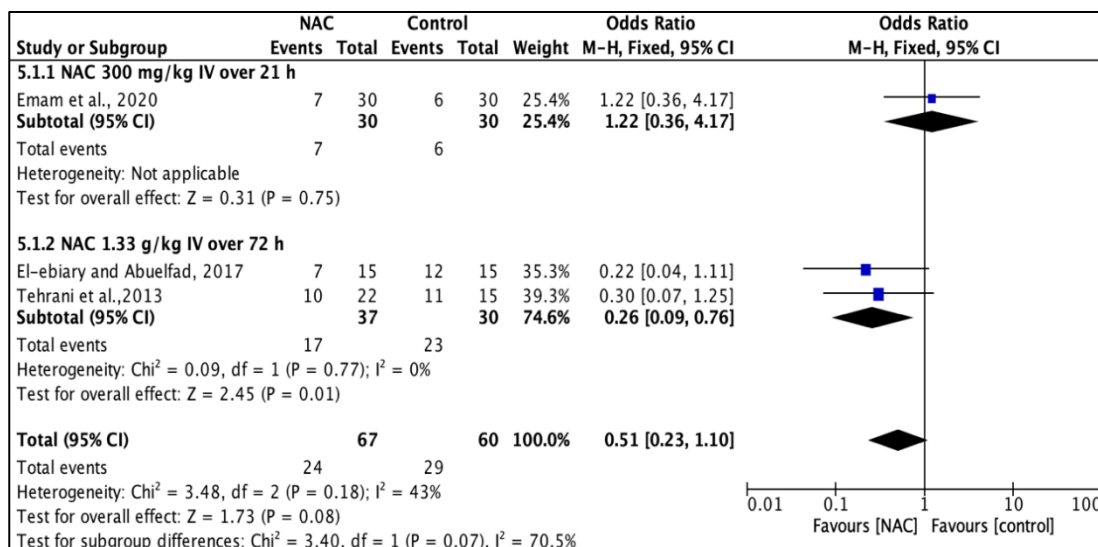 NAC Control Odds Ratio Odds Ratio
Study or Subgroup Events Total Events Total Weight M-H, Fixed, 95% CI M-H, Fixed, 95% CI
5.1.1 NAC 300 mg/kg IV over 21 h
Emam et al., 2020 7 30 6 30 25.4% 1.22 [0.36, 4.17]
Subtotal (95% CI) 30 30 25.4% 1.22 [0.36, 4.17]
Total events 7 6
Heterogeneity: Not applicable
Test for overall effect: Z = 0.31 (P = 0.75)
5.1.2 NAC 1.33 g/kg IV over 72 h
El-ebiary and Abuelfad, 2017 7 15 12 15 35.3% 0.22 [0.04, 1.11]
Tehrani et al.,2013 10 22 11 15 39.3% 0.30 [0.07, 1.25]
Subtotal (95% CI) 37 30 74.6% 0.26 [0.09, 0.76]
Total events 17 23
Heterogeneity: Chi² = 0.09, df = 1 (P = 0.77); I² = 0%
Test for overall effect: Z = 2.45 (P = 0.01)
Total (95% CI) 67 60 100.0% 0.51 [0.23, 1.10]
Total events 24 29
Heterogeneity: Chi² = 3.48, df = 2 (P = 0.18); I² = 43%
Test for overall effect: Z = 1.73 (P = 0.08)
Test for subgroup differences: Chi² = 3.40, df = 1 (P = 0.07), I² = 70.5%
0.01 0.1 1 10 100
Favours [NAC] Favours [control]